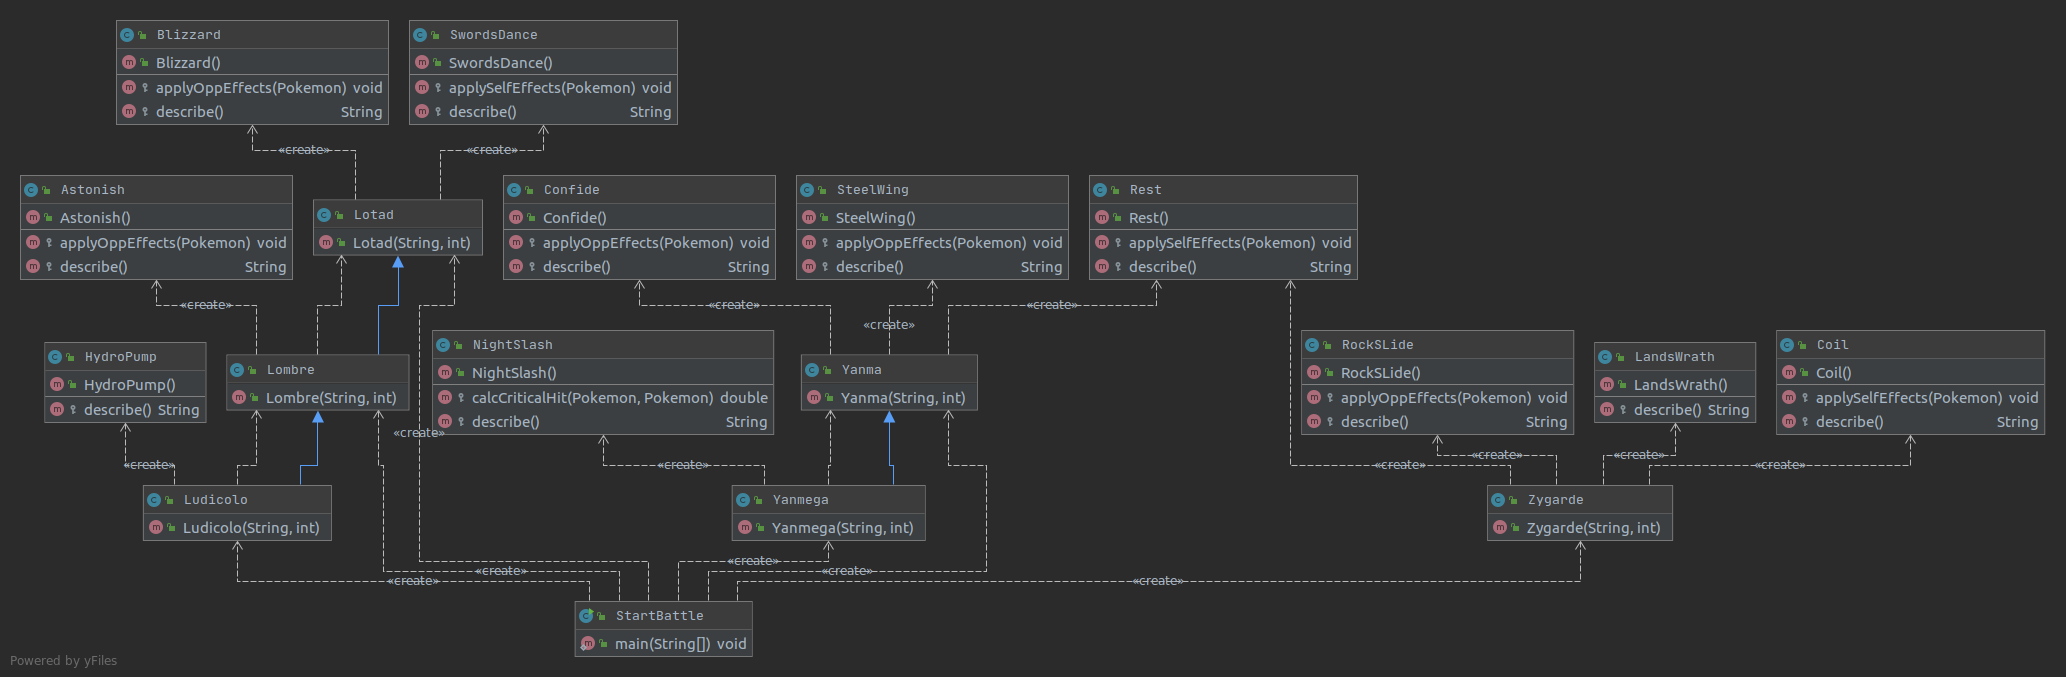 Blizzard
Blizzard()
applyOppEffects(Pokemon) void
describe() String
SwordsDance
SwordsDance()
applySelfEffects(Pokemon) void
describe() String
«create»
«create»
Astonish
Astonish()
applyOppEffects(Pokemon) void
describe() String
Lotad
Lotad(String, int)
Confide
Confide()
applyOppEffects(Pokemon) void
describe() String
SteelWing
SteelWing()
applyOppEffects(Pokemon) void
describe() String
Rest
Rest()
applySelfEffects(Pokemon) void
describe() String
«create»
«create»
«create»
«create»
HydroPump
HydroPump()
describe() String
Lombre
Lombre(String, int)
NightSlash
NightSlash()
calcCriticalHit(Pokemon, Pokemon) double
describe() String
Yanma
Yanma(String, int)
RockSLide
RockSLide()
applyOppEffects(Pokemon) void
describe() String
LandsWrath
LandsWrath()
describe() String
Coil
Coil()
applySelfEffects(Pokemon) void
describe() String
«create»
«create»
«create»
«create»
«create»
«create»
«create»
Ludicolo
Ludicolo(String, int)
Yanmega
Yanmega(String, int)
Zygarde
Zygarde(String, int)
«create»
«create»
«create»
«create»
«create»
StartBattle
main(String[]) void
Powered by yFiles